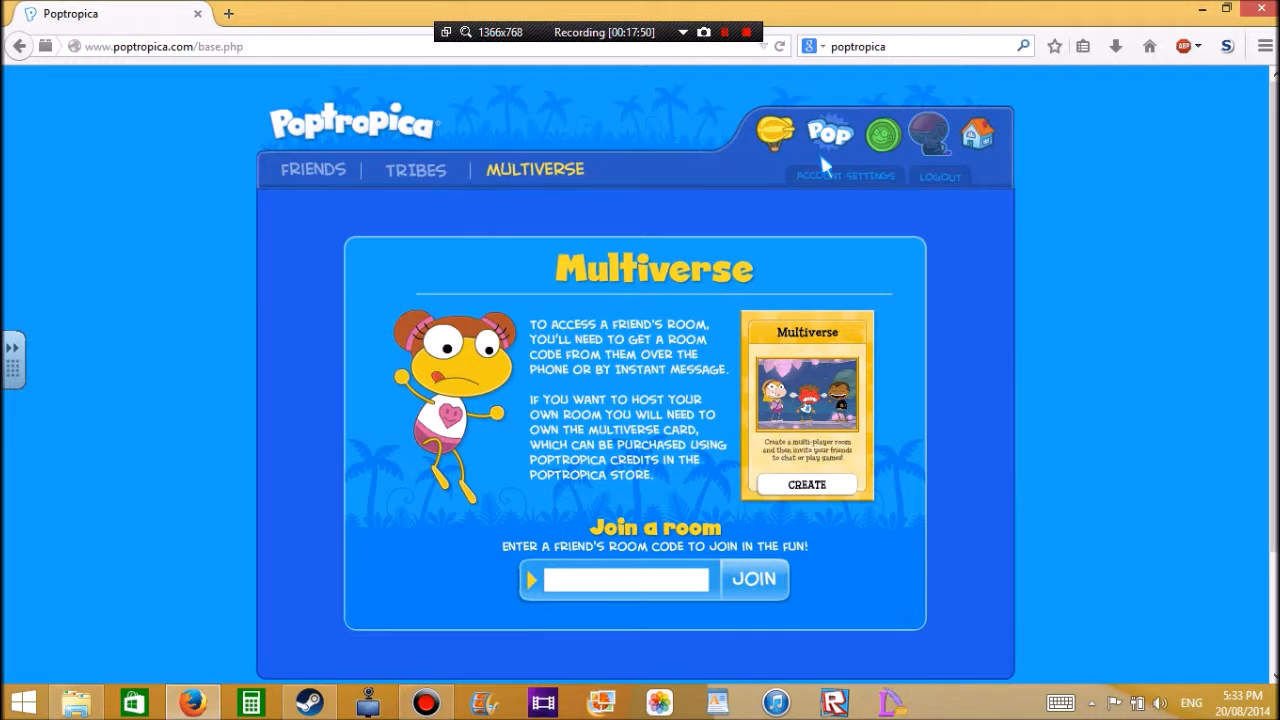 Poptropica
1366x768 Recording [00:17:50]
www.poptropica.com/base.php
poptropica
ABP
S
Poptropica
POP
FRIENDS | TRIBES | MULTIVERSE
ACCOUNT SETTINGS LOGOUT
Multiverse
TO ACCESS A FRIEND'S ROOM,
YOU'LL NEED TO GET A ROOM
CODE FROM THEM OVER THE
PHONE OR BY INSTANT MESSAGE.
IF YOU WANT TO HOST YOUR
OWN ROOM YOU WILL NEED TO
OWN THE MULTIVERSE CARD,
WHICH CAN BE PURCHASED USING
POPTROPICA CREDITS IN THE
POPTROPICA STORE.
Multiverse
Create a multi-player room
and then invite your friends
to chat or play games!
CREATE
Join a room
ENTER A FRIEND'S ROOM CODE TO JOIN IN THE FUN!
JOIN
ENG
5:33 PM
20/08/2014